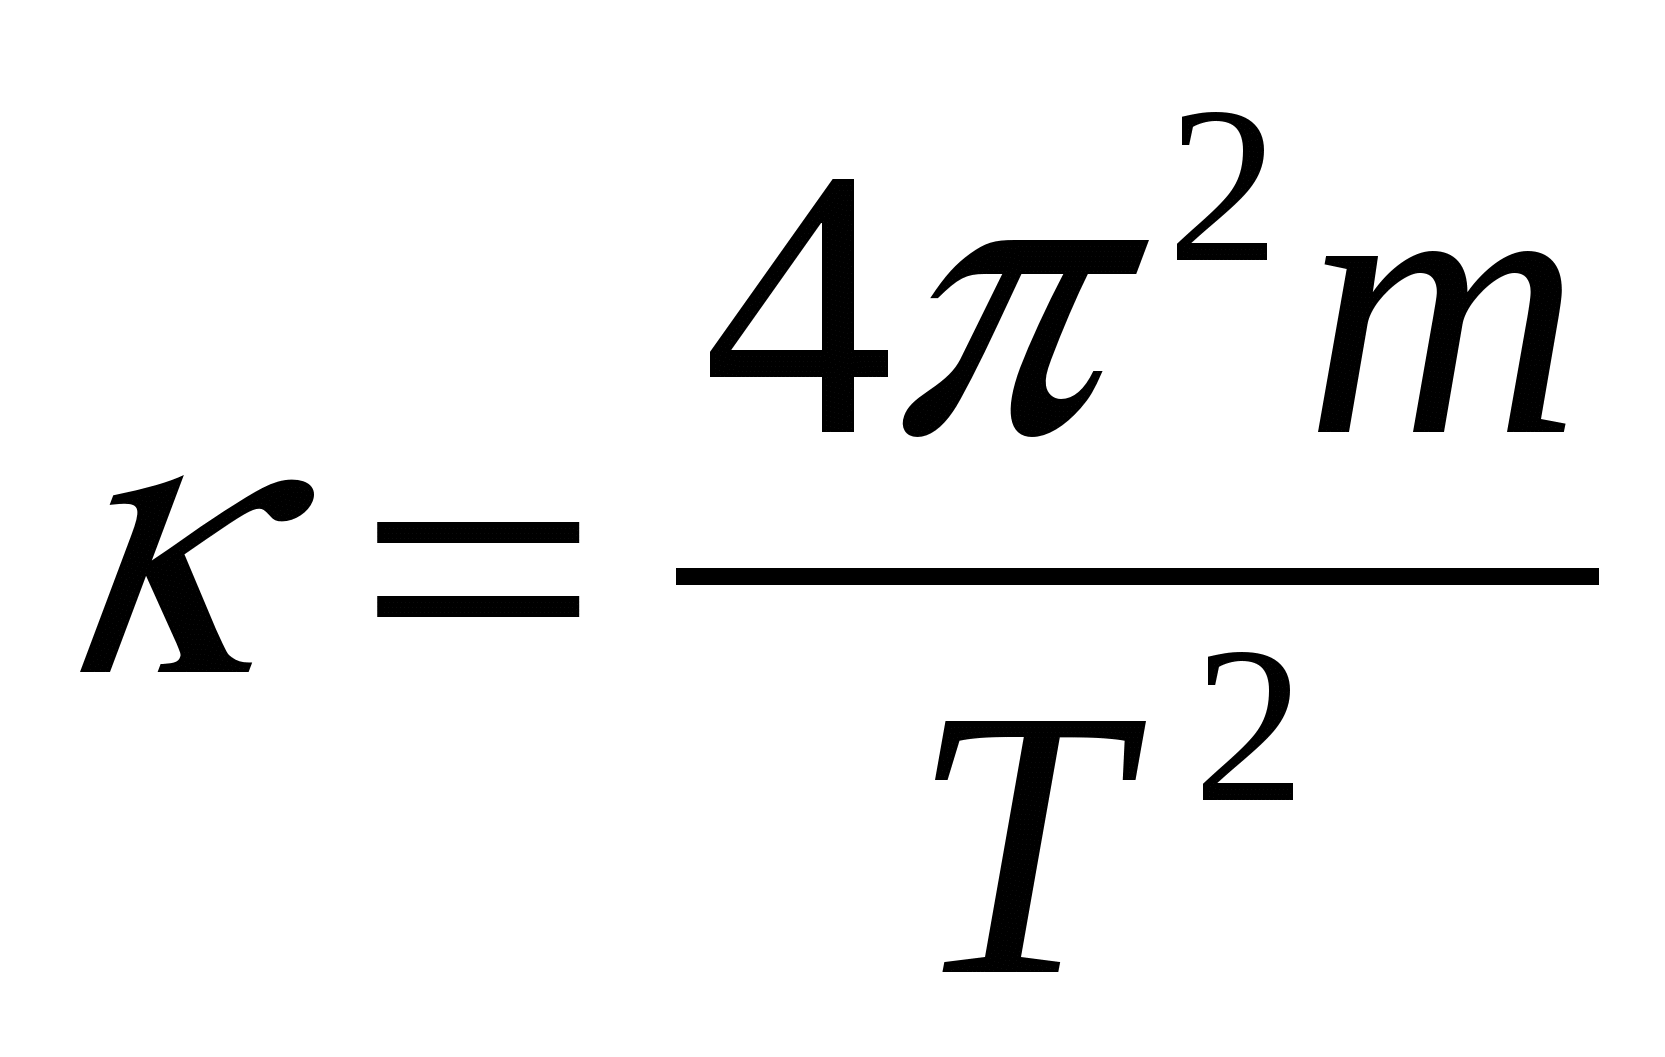 κ = 4π²m / T²